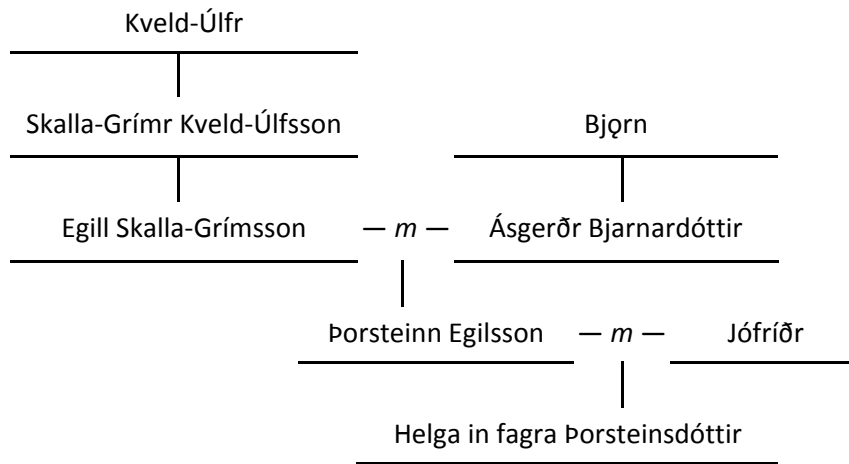 Kveld-Úlfr
Skalla-Grímr Kveld-Úlfsson Bjǫrn
Egill Skalla-Grímsson — m — Ásgerðr Bjarnardóttir
Þorsteinn Egilsson — m — Jófríðr
Helga in fagra Þorsteinsdóttir